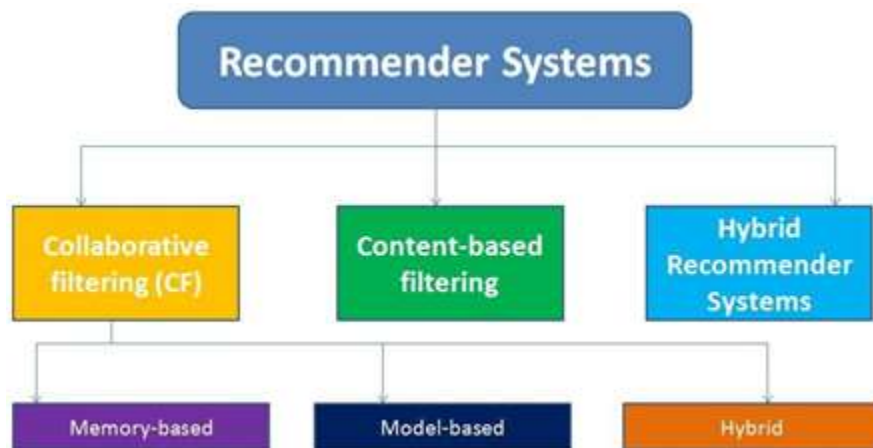 Recommender Systems
Collaborative
filtering (CF)
Content-based
filtering
Hybrid
Recommender
Systems
Memory-based
Model-based
Hybrid